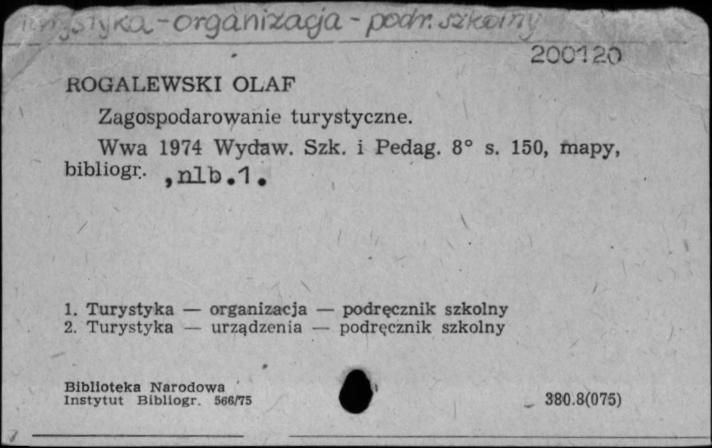 Turystyka - organizacja - podr. szkolny
200120
ROGALEWSKI OLAF
Zagospodarowanie turystyczne.
Wwa 1974 Wydaw. Szk. i Pedag. 8° s. 150, mapy,
bibliogr. , nlb.1.
1. Turystyka — organizacja — podręcznik szkolny
2. Turystyka — urządzenia — podręcznik szkolny
Biblioteka Narodowa
Instytut Bibliogr. 566/75
380.8(075)